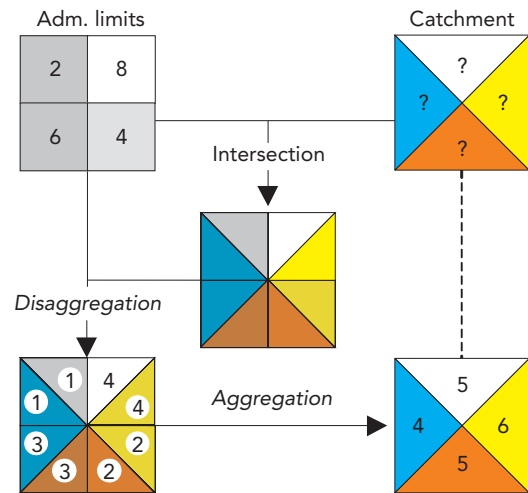 Adm. limits
Catchment
2 8
?
? ?
6 4
?
Intersection
Disaggregation
1 4
1 4
3 2
3 2
Aggregation
5
4 6
5